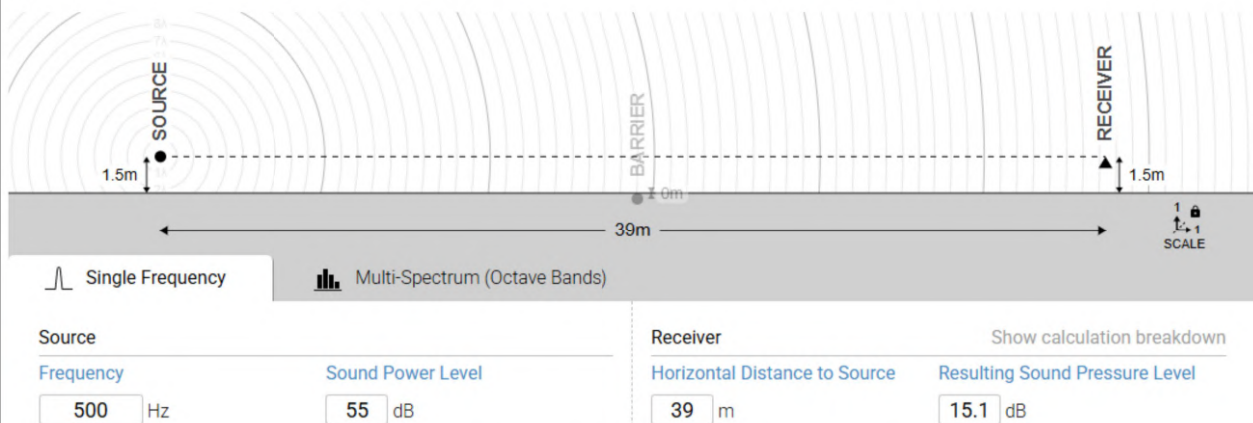 SOURCE
BARRIER
RECEIVER
1.5m
1.5m
0m
39m
1
1
SCALE
Single Frequency
Multi-Spectrum (Octave Bands)
Source
Receiver
Show calculation breakdown
Frequency
Sound Power Level
Horizontal Distance to Source
Resulting Sound Pressure Level
500 Hz
55 dB
39 m
15.1 dB